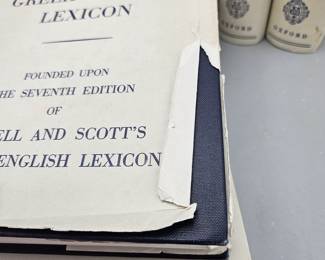 LEXICON
FOUNDED UPON
HE SEVENTH EDITION
OF
ELL AND SCOTT'S
ENGLISH LEXICON
OXFORD
OXFORD